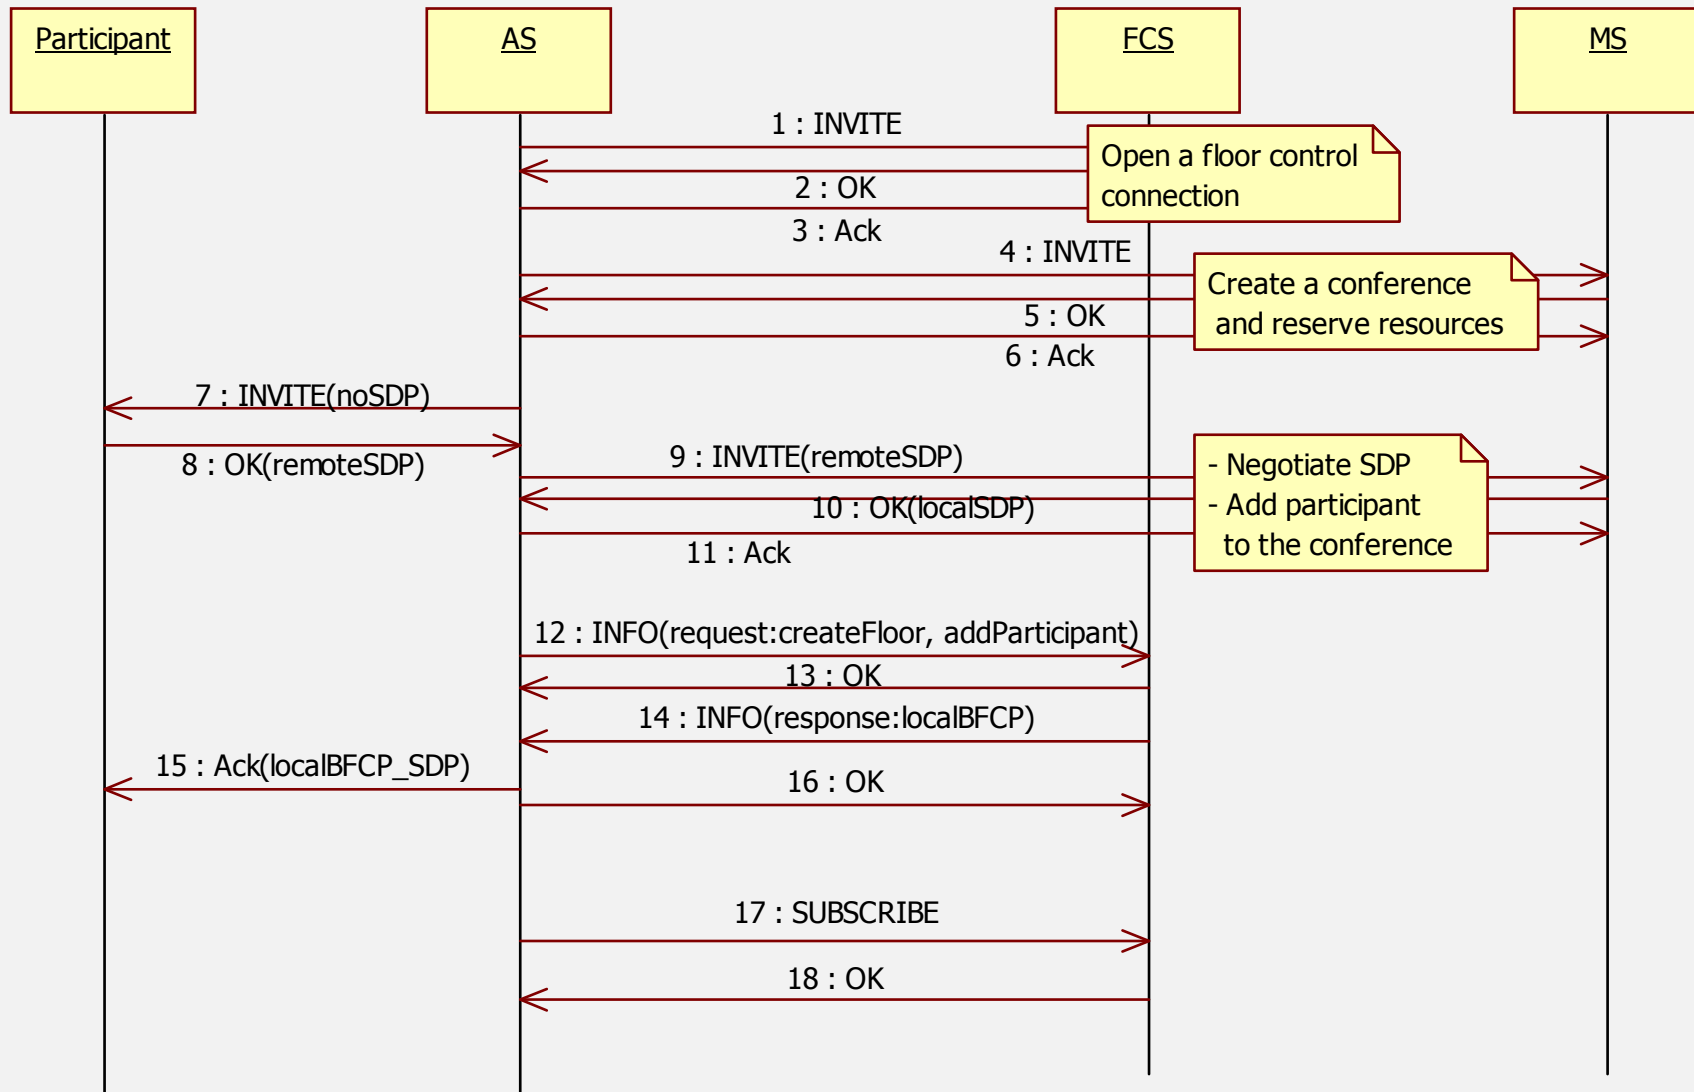 Participant
AS
FCS
MS
1 : INVITE
Open a floor control
connection
2 : OK
3 : Ack
4 : INVITE
Create a conference
and reserve resources
5 : OK
6 : Ack
7 : INVITE(noSDP)
8 : OK(remoteSDP)
9 : INVITE(remoteSDP)
- Negotiate SDP
- Add participant
to the conference
10 : OK(localSDP)
11 : Ack
12 : INFO(request:createFloor, addParticipant)
13 : OK
14 : INFO(response:localBFCP)
15 : Ack(localBFCP_SDP)
16 : OK
17 : SUBSCRIBE
18 : OK